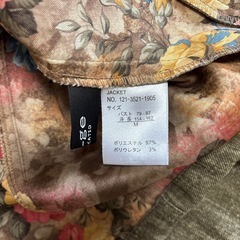 JACKET
NO. 121-3521-1905
サイズ
バスト 79-87
身長 154-162
M
ポリエステル 97%
ポリウレタン 3%